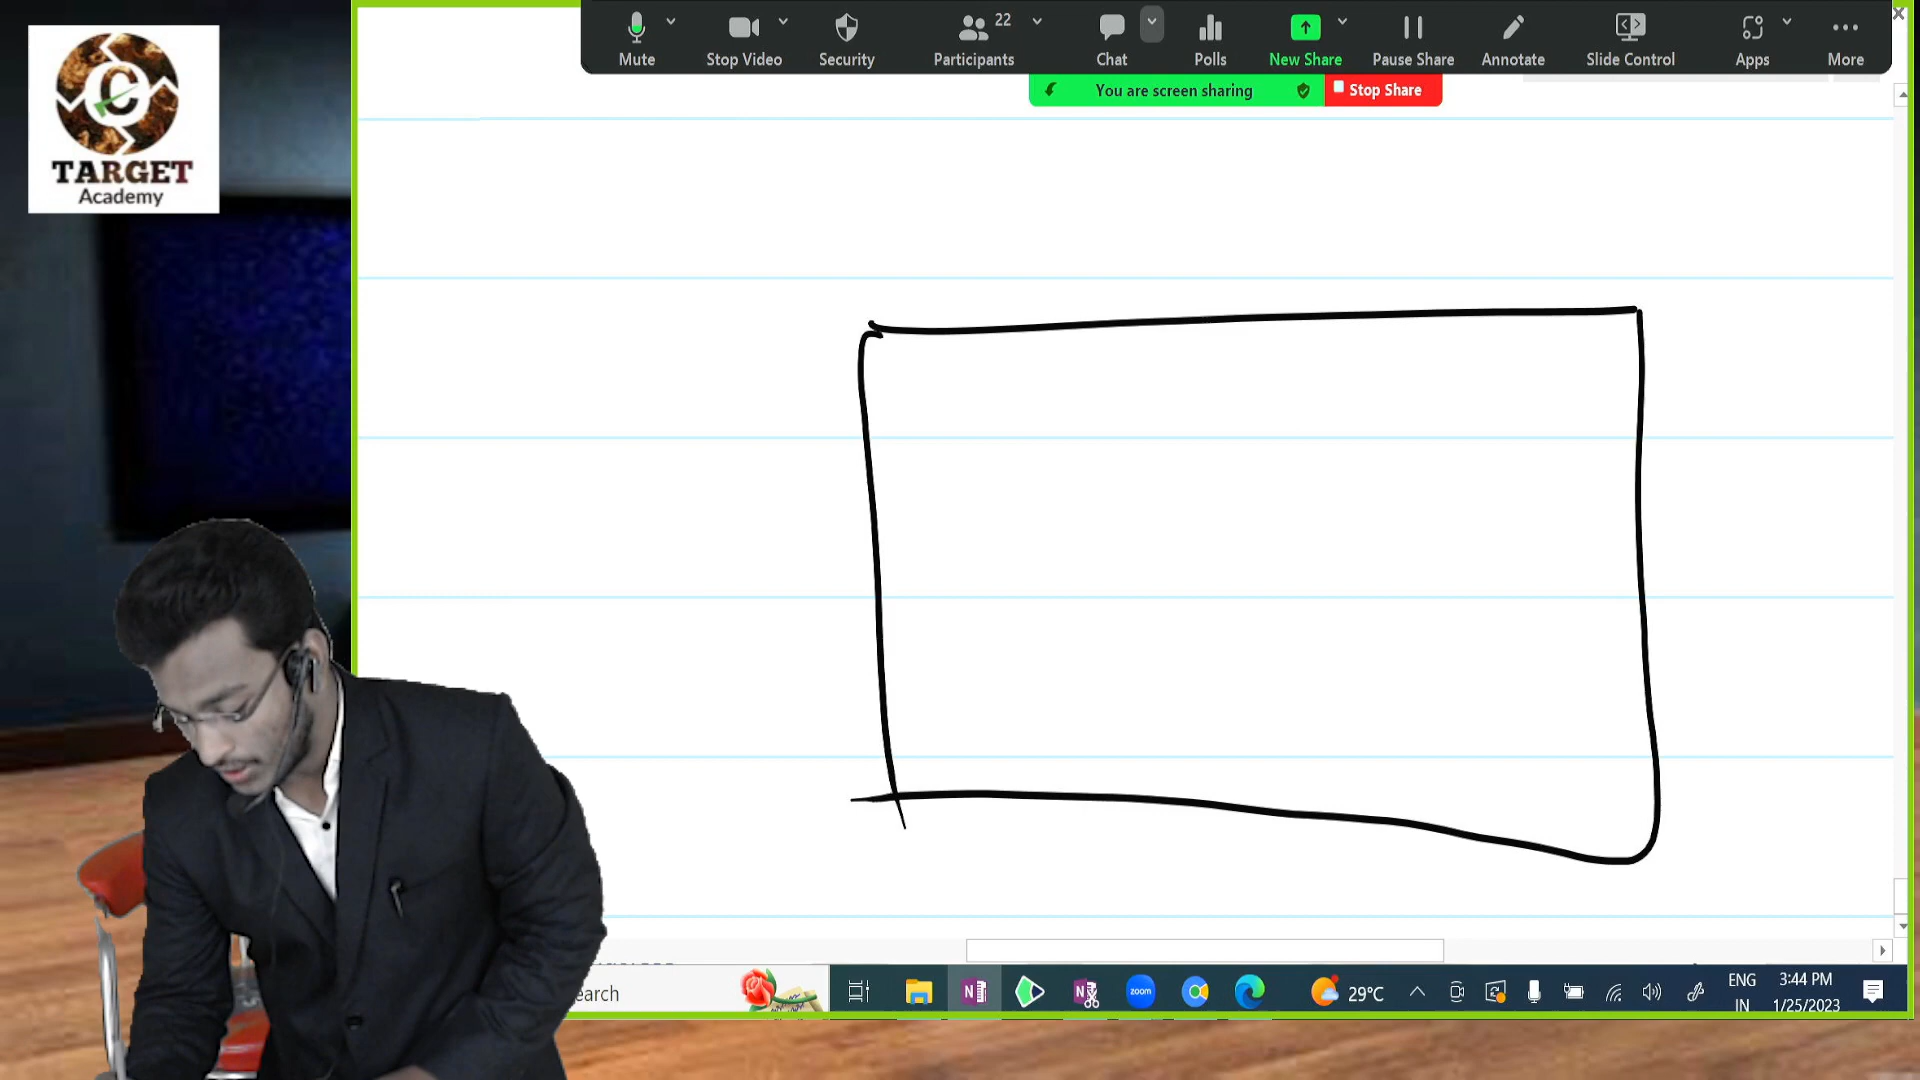 C
TARGET
Academy
Mute
Stop Video
Security
Participants
22
Chat
Polls
New Share
Pause Share
Annotate
Slide Control
Apps
More
You are screen sharing
Stop Share
earch
N
N
zoom
29°C
ENG
IN
3:44 PM
1/25/2023